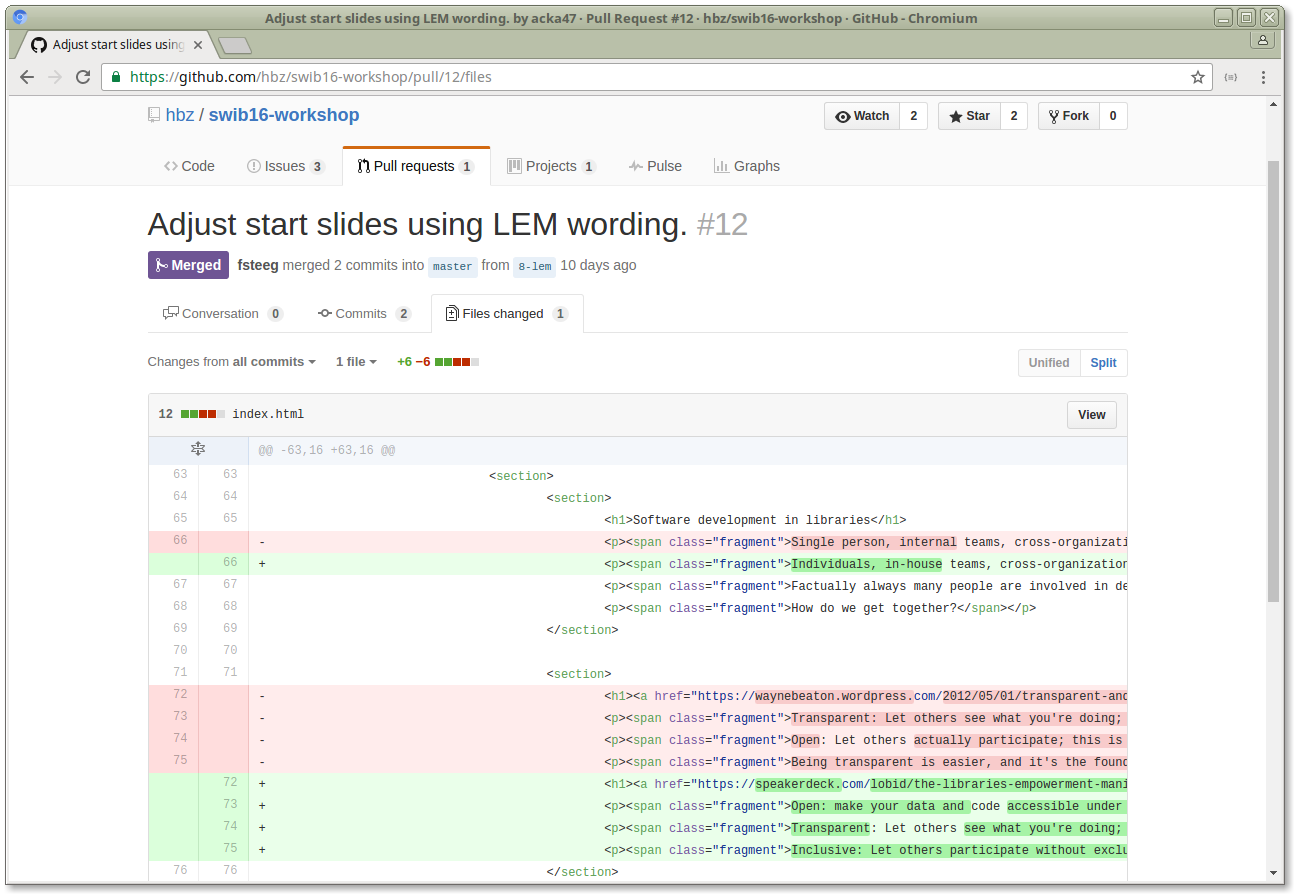 Adjust start slides using LEM wording. by acka47 · Pull Request #12 · hbz/swib16-workshop · GitHub - Chromium
Adjust start slides using
https://github.com/hbz/swib16-workshop/pull/12/files
hbz / swib16-workshop
Watch 2 Star 2 Fork 0
Code Issues 3 Pull requests 1 Projects 1 Pulse Graphs
Adjust start slides using LEM wording. #12
Merged fsteeg merged 2 commits into master from 8-lem 10 days ago
Conversation 0 Commits 2 Files changed 1
Changes from all commits 1 file +6 −6 Unified Split
12 index.html View
@@ -63,16 +63,16 @@
63 63 <section>
64 64 <section>
65 65 <h1>Software development in libraries</h1>
66 - <p><span class="fragment">Single person, internal teams, cross-organizati
66 + <p><span class="fragment">Individuals, in-house teams, cross-organization
67 67 <p><span class="fragment">Factually always many people are involved in de
68 68 <p><span class="fragment">How do we get together?</span></p>
69 69 </section>
70 70
71 71 <section>
72 - <h1><a href="https://waynebeaton.wordpress.com/2012/05/01/transparent-and
73 - <p><span class="fragment">Transparent: Let others see what you're doing;
74 - <p><span class="fragment">Open: Let others actually participate; this is
75 - <p><span class="fragment">Being transparent is easier, and it's the found
72 + <h1><a href="https://speakerdeck.com/lobid/the-libraries-empowerment-mani
73 + <p><span class="fragment">Open: make your data and code accessible under
74 + <p><span class="fragment">Transparent: Let others see what you're doing;
75 + <p><span class="fragment">Inclusive: Let others participate without exclu
76 76 </section>